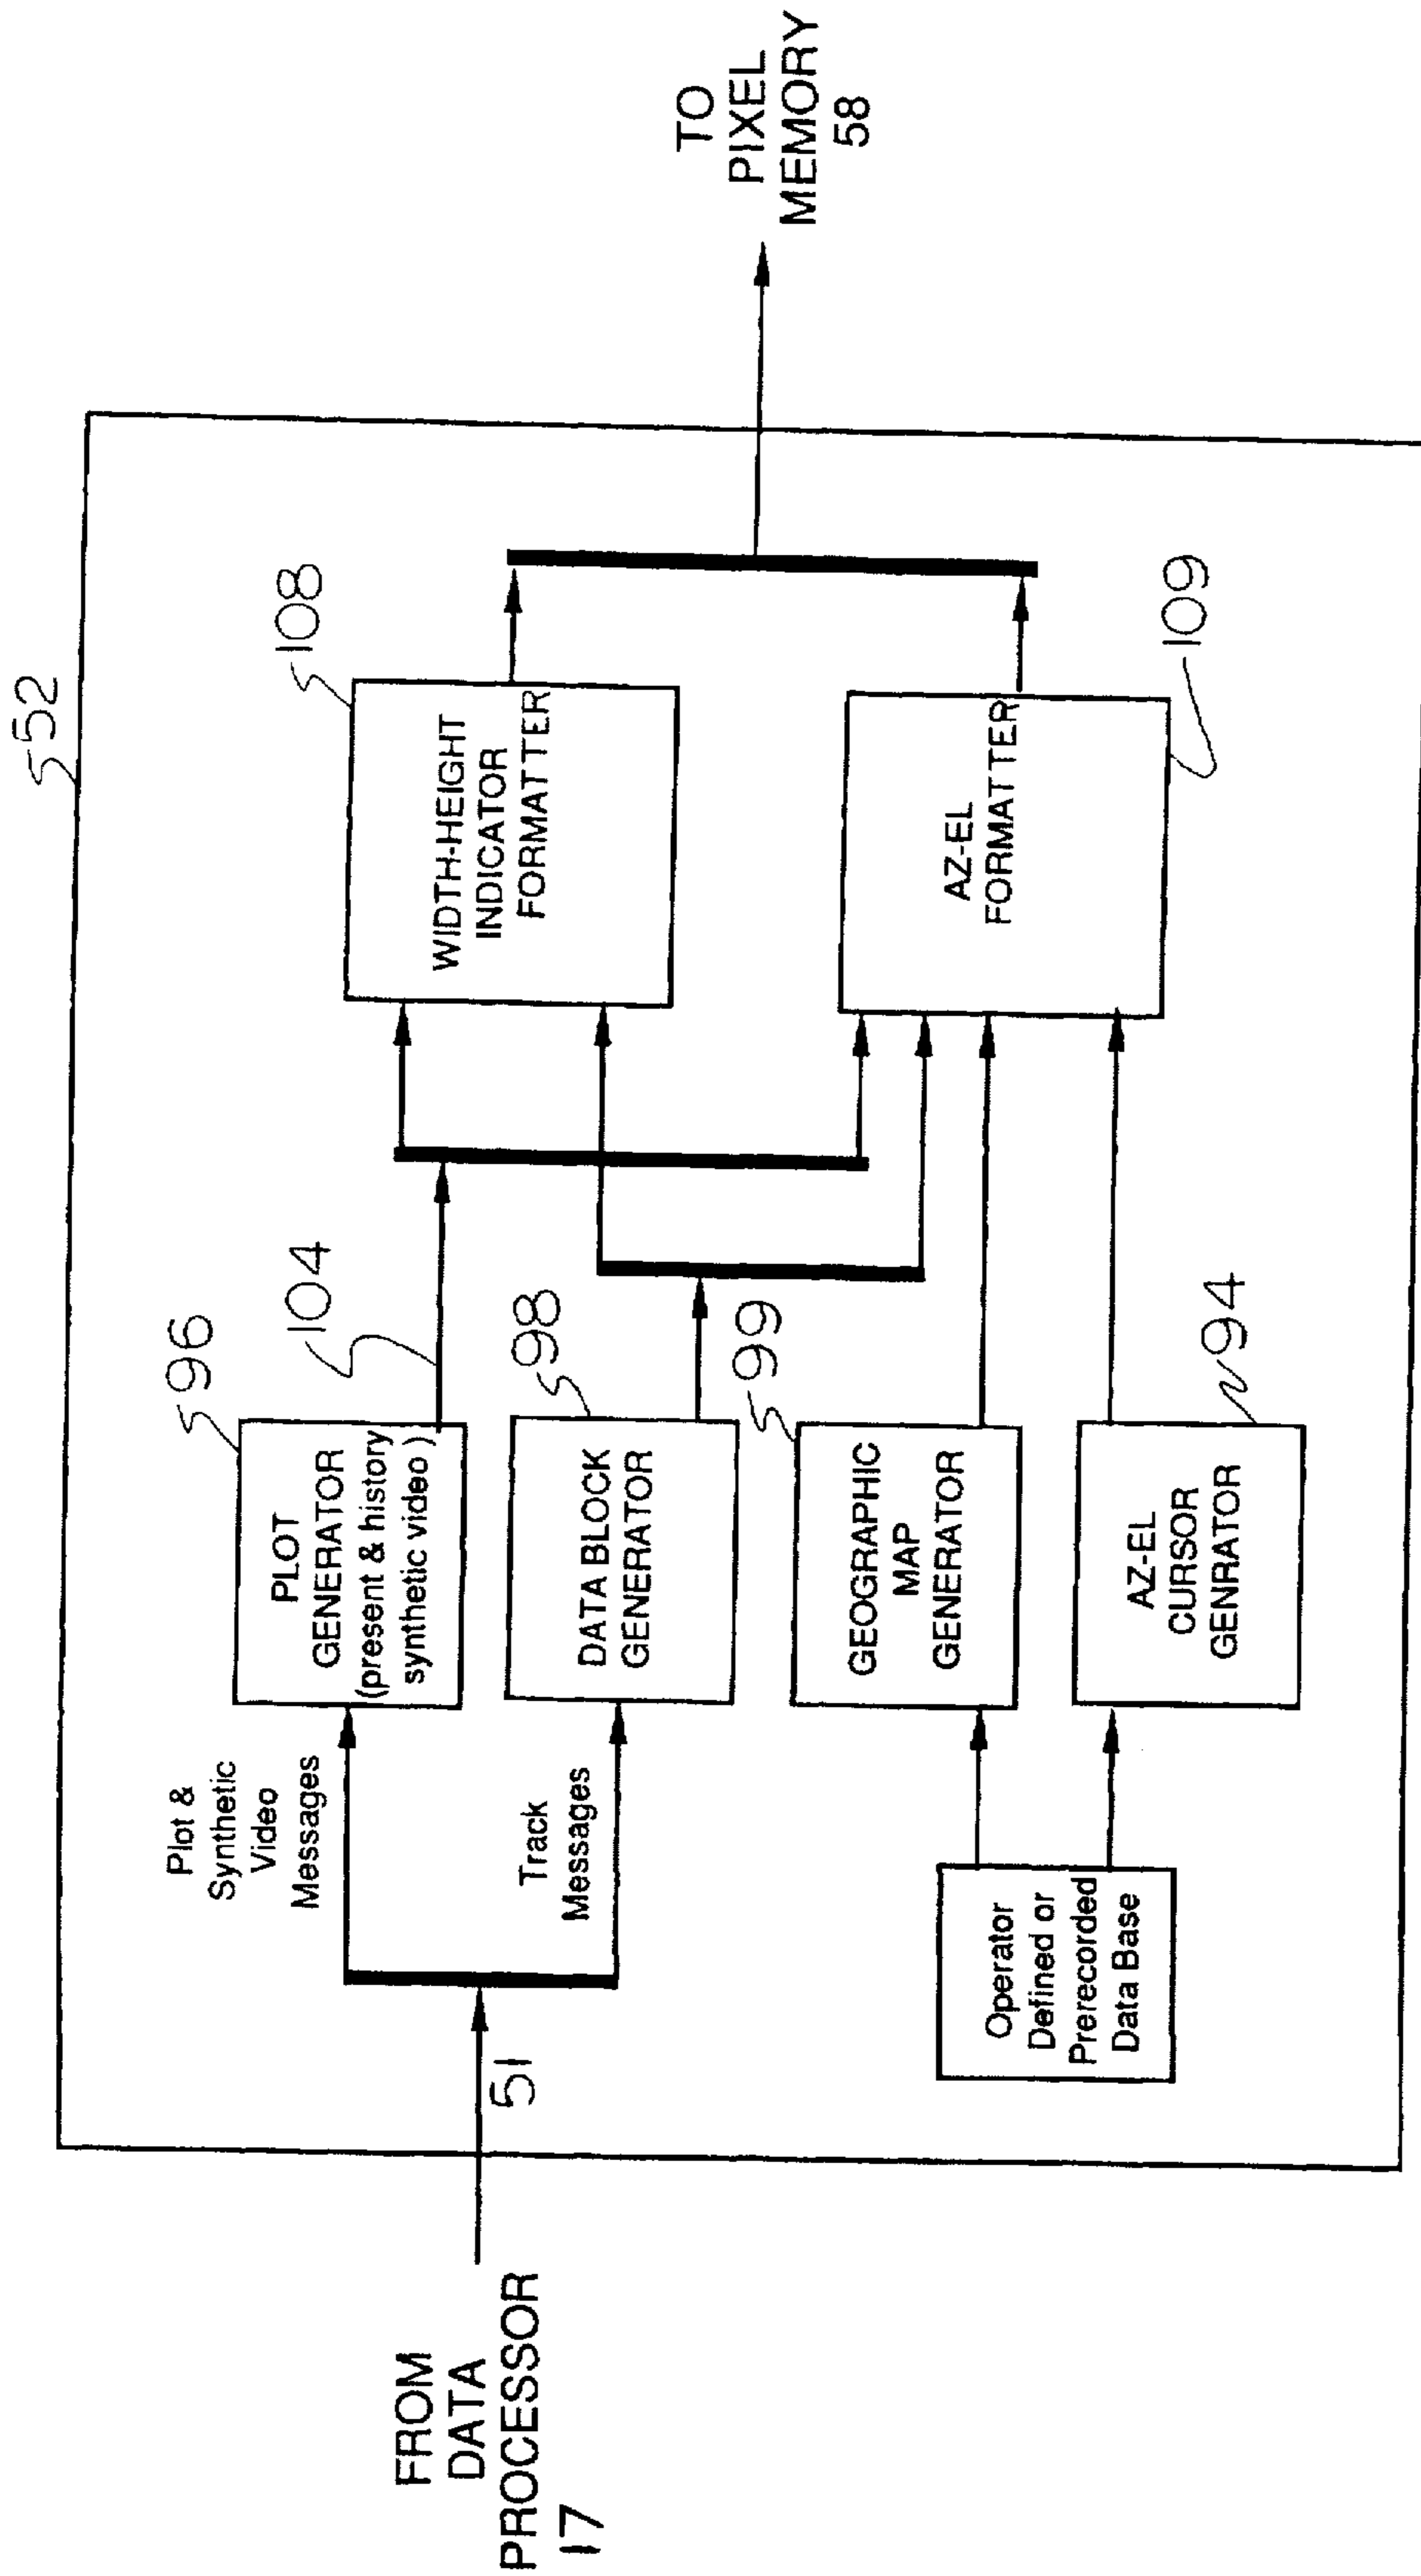 52
FROM
DATA
PROCESSOR
17
51
Plot &
Synthetic
Video
Messages
Track
Messages
96
PLOT
GENERATOR
(present & history
synthetic video )
104
98
DATA BLOCK
GENERATOR
99
GEOGRAPHIC
MAP
GENERATOR
94
AZ-EL
CURSOR
GENRATOR
Operator
Defined or
Prerecorded
Data Base
108
WIDTH-HEIGHT
INDICATOR
FORMATTER
109
AZ-EL
FORMATTER
TO
PIXEL
MEMORY
58